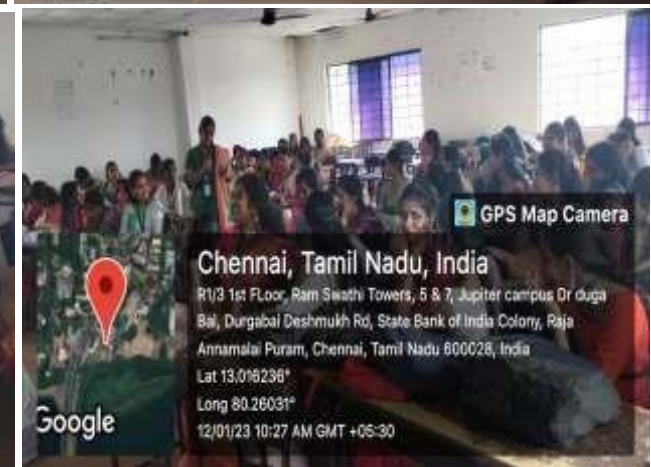 GPS Map Camera
Chennai, Tamil Nadu, India
R1/3 1st FLoor, Ram Swathi Towers, 5 & 7, Jupiter campus Dr duga
Bai, Durgabai Deshmukh Rd, State Bank of India Colony, Raja
Annamalai Puram, Chennai, Tamil Nadu 600028, India
Lat 13.016236°
Long 80.26031°
12/01/23 10:27 AM GMT +05:30
Google